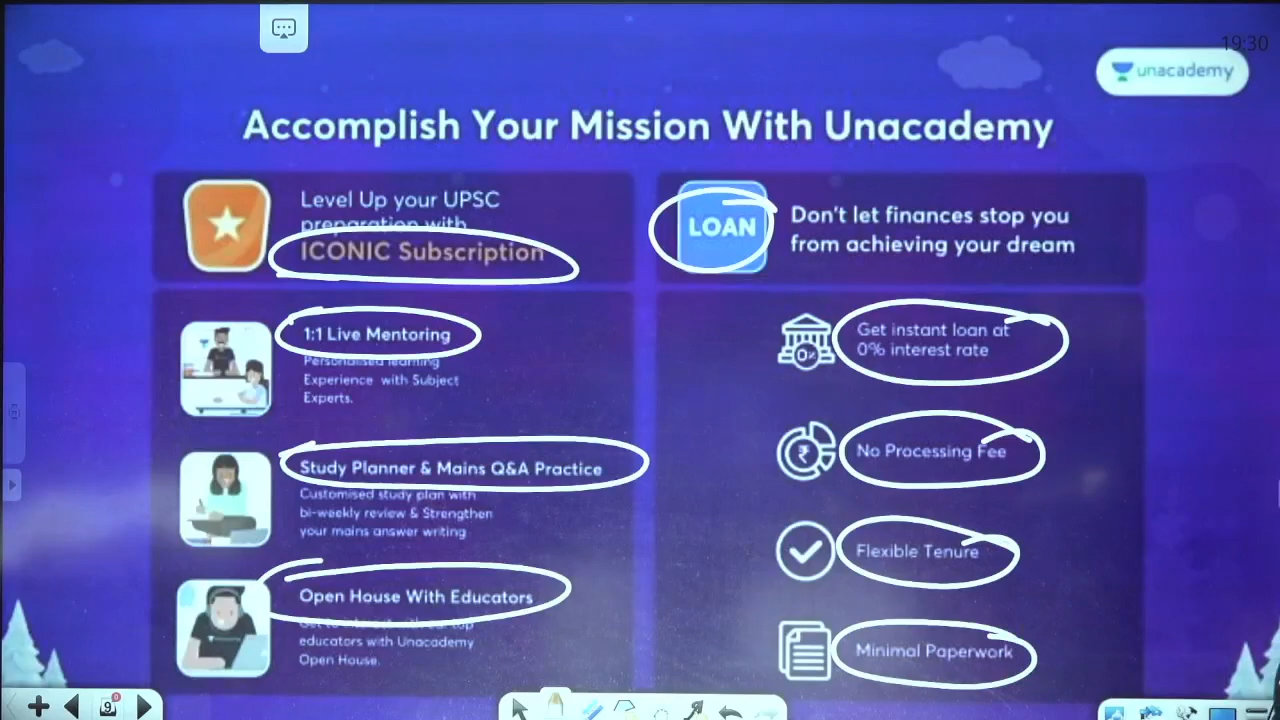 19:30
unacademy
Accomplish Your Mission With Unacademy
Level Up your UPSC
preparation with
ICONIC Subscription
1:1 Live Mentoring
Personalised learning
Experience with Subject
Experts.
Study Planner & Mains Q&A Practice
Customised study plan with
bi-weekly review & Strengthen
your mains answer writing
Open House With Educators
educators with Unacademy
Open House.
LOAN
Don't let finances stop you
from achieving your dream
0%
Get instant loan at
0% interest rate
₹
No Processing Fee
Flexible Tenure
Minimal Paperwork
9